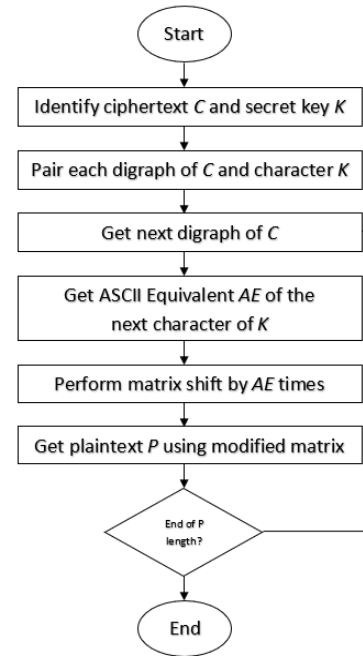 Start
Identify ciphertext C and secret key K
Pair each digraph of C and character K
Get next digraph of C
Get ASCII Equivalent AE of the
next character of K
Perform matrix shift by AE times
Get plaintext P using modified matrix
End of P
length?
End